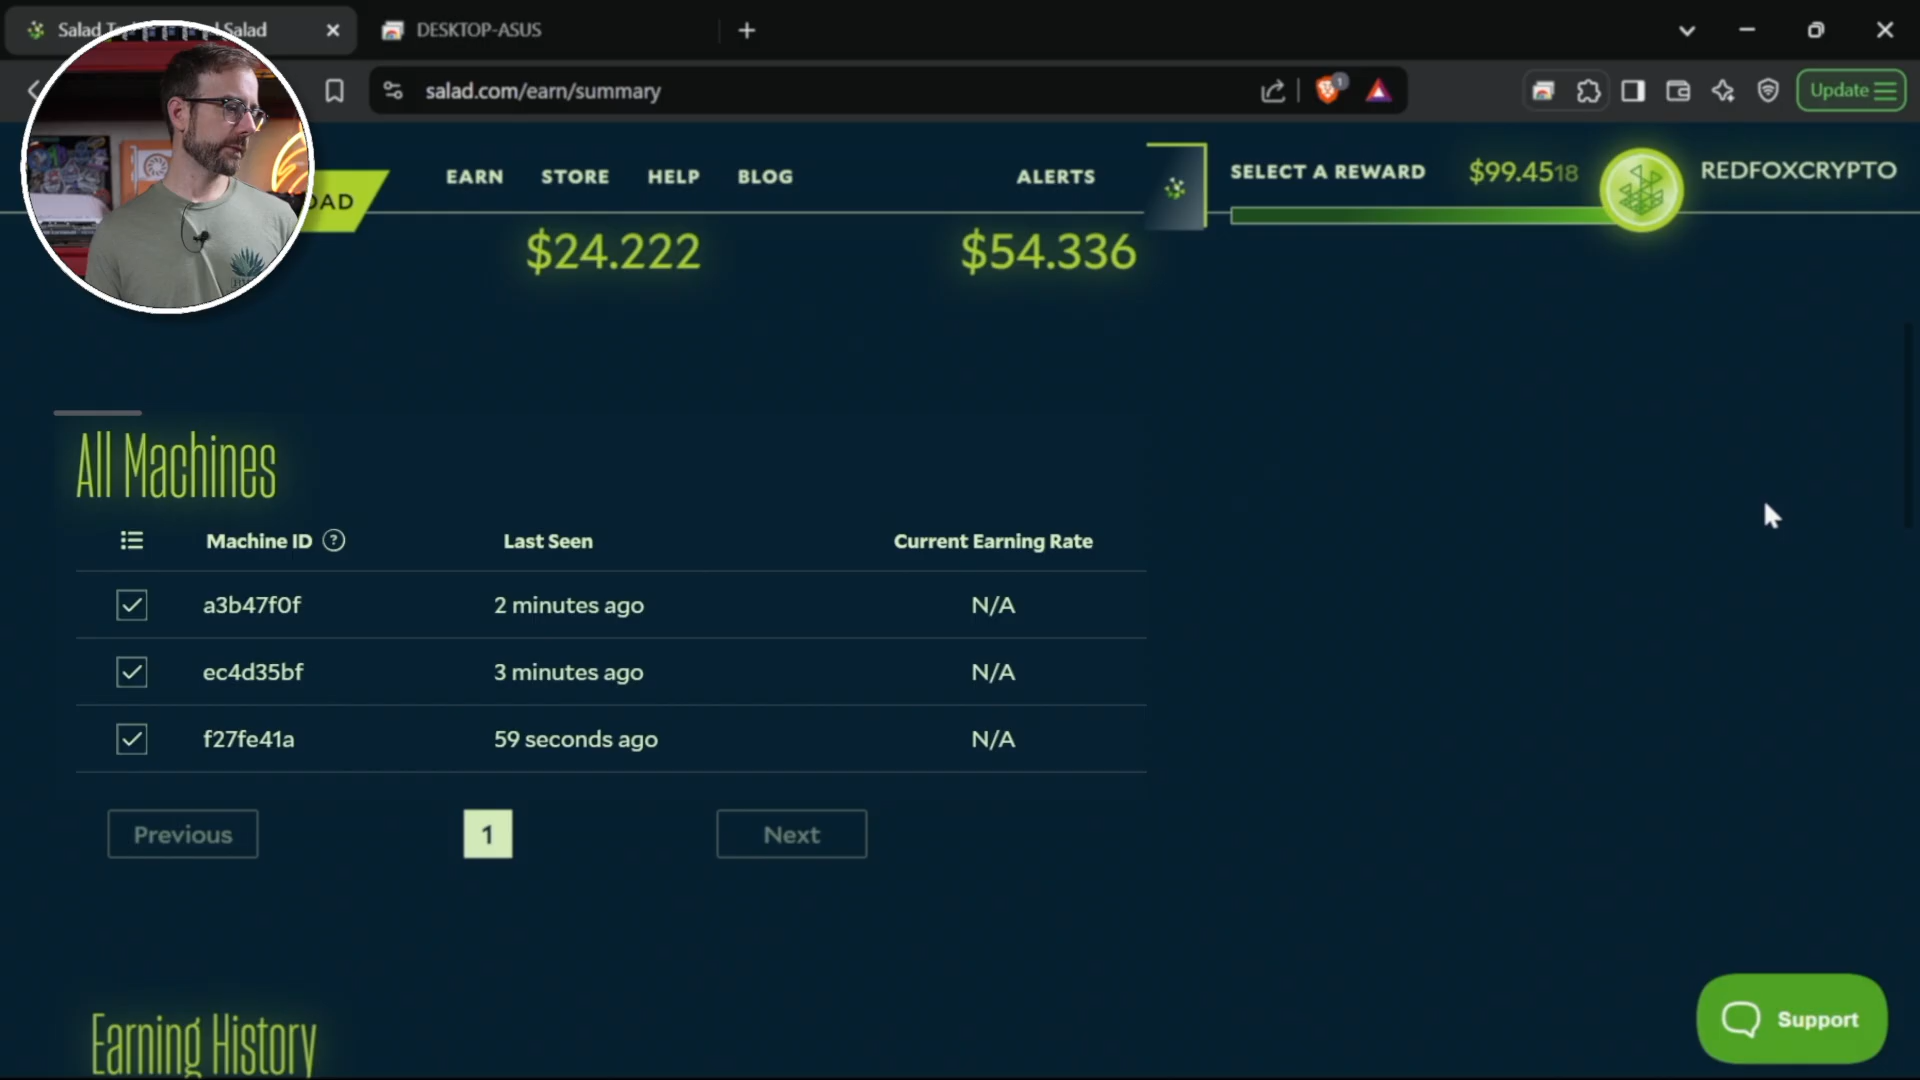 Salad
Salad
DESKTOP-ASUS
salad.com/earn/summary
1
Update
EARN
STORE
HELP
BLOG
ALERTS
SELECT A REWARD
$99.4518
REDFOXCRYPTO
$24.222
$54.336
All Machines
Machine ID ?
Last Seen
Current Earning Rate
a3b47f0f
2 minutes ago
N/A
ec4d35bf
3 minutes ago
N/A
f27fe41a
59 seconds ago
N/A
Previous
1
Next
Earning History
Support